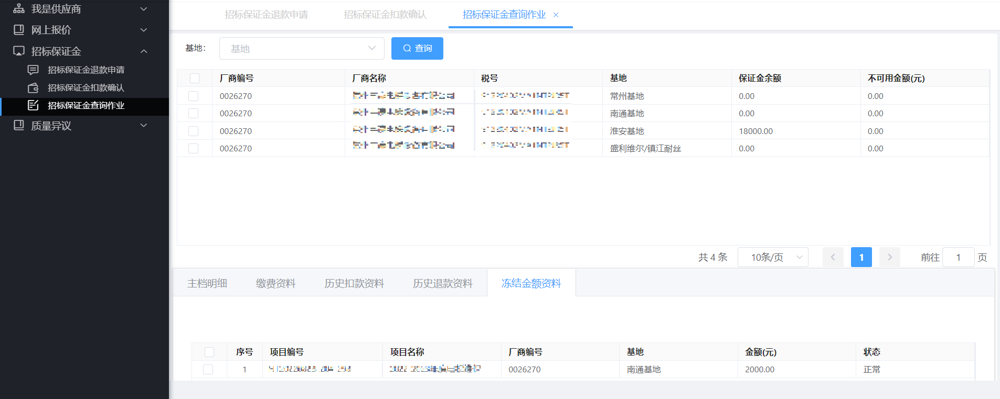 我是供应商
网上报价
招标保证金
招标保证金退款申请
招标保证金扣款确认
招标保证金查询作业
质量异议
招标保证金退款申请 招标保证金扣款确认 招标保证金查询作业
基地： 基地 查询
厂商编号 厂商名称 税号 基地 保证金余额 不可用金额(元)
0026270 常州基地 0.00 0.00
0026270 南通基地 0.00 0.00
0026270 淮安基地 18000.00 0.00
0026270 盛利维尔/镇江耐丝 0.00 0.00
共 4 条 10条/页 1 前往 1 页
主档明细 缴费资料 历史扣款资料 历史退款资料 冻结金额资料
序号 项目编号 项目名称 厂商编号 基地 金额(元) 状态
1 0026270 南通基地 2000.00 正常